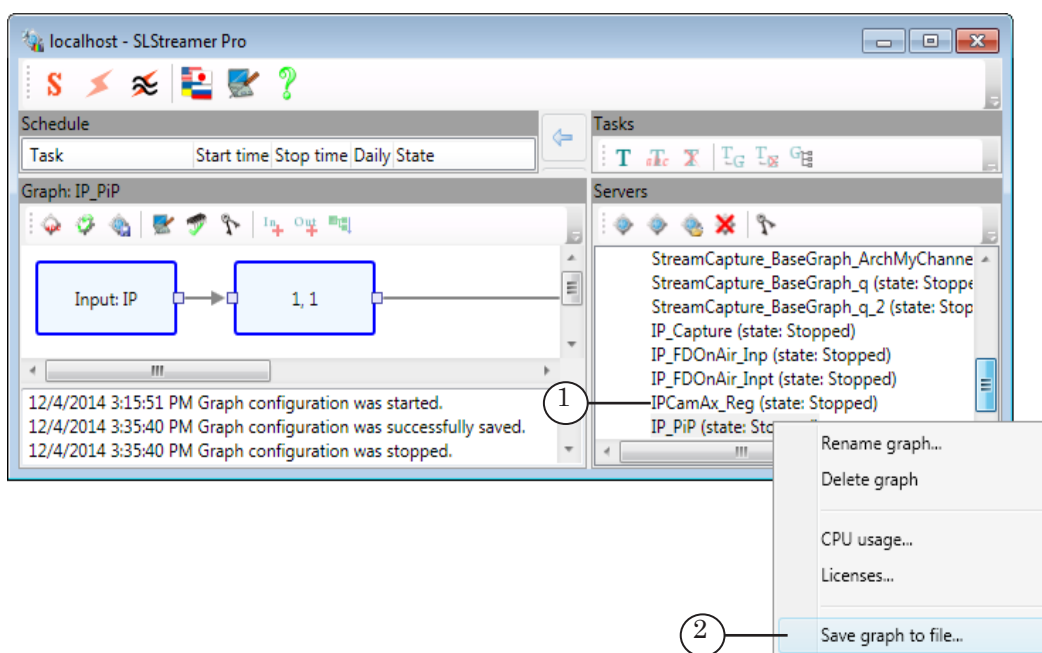 localhost - SLStreamer Pro
S
Schedule
Task Start time Stop time Daily State
Tasks
T aTc T TG T G
Graph: IP_PiP
In Out
Input: IP
1, 1
12/4/2014 3:15:51 PM Graph configuration was started.
12/4/2014 3:35:40 PM Graph configuration was successfully saved.
12/4/2014 3:35:40 PM Graph configuration was stopped.
Servers
StreamCapture_BaseGraph_ArchMyChanne
StreamCapture_BaseGraph_q (state: Stoppe
StreamCapture_BaseGraph_q_2 (state: Stop
IP_Capture (state: Stopped)
IP_FDOnAir_Inp (state: Stopped)
IP_FDOnAir_Inpt (state: Stopped)
1
IPCamAx_Reg (state: Stopped)
IP_PiP (state: Sto
Rename graph...
Delete graph
CPU usage...
Licenses...
2
Save graph to file...